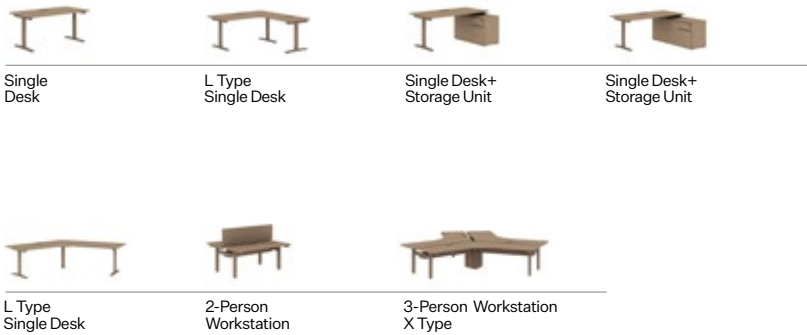 Single
Desk
L Type
Single Desk
Single Desk+
Storage Unit
Single Desk+
Storage Unit
L Type
Single Desk
2-Person
Workstation
3-Person Workstation
X Type